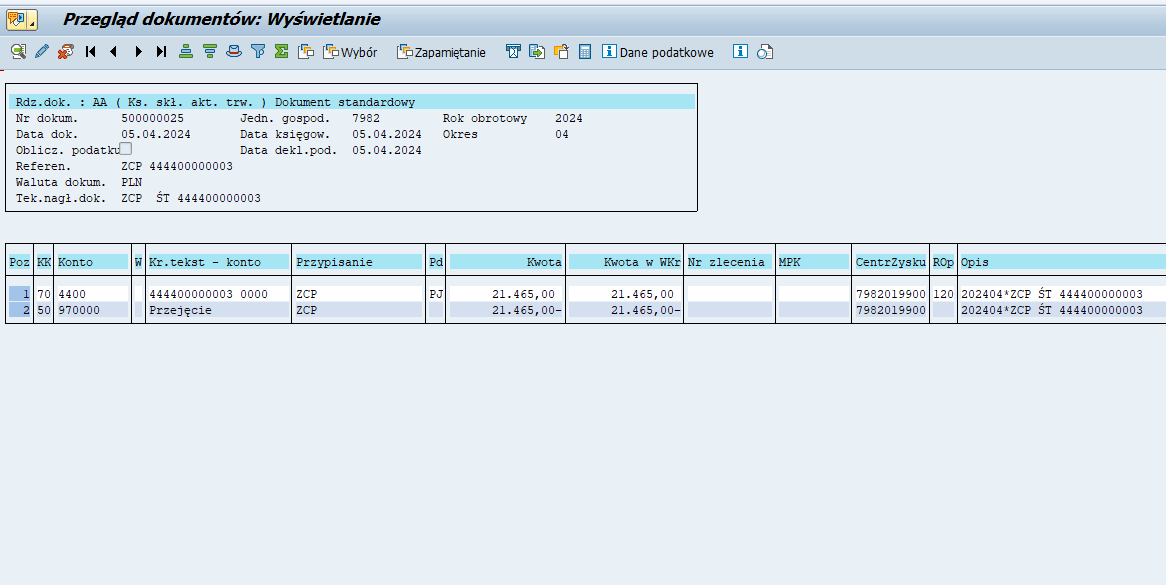 Przegląd dokumentów: Wyświetlanie
Wybór Zapamiętanie Dane podatkowe
Rdz.dok. : AA ( Ks. skł. akt. trw. ) Dokument standardowy
Nr dokum. 500000025 Jedn. gospod. 7982 Rok obrotowy 2024
Data dok. 05.04.2024 Data księgow. 05.04.2024 Okres 04
Oblicz. podatku Data dekl.pod. 05.04.2024
Referen. ZCP 444400000003
Waluta dokum. PLN
Tek.nagł.dok. ZCP ŚT 444400000003
Poz KK Konto W Kr.tekst - konto Przypisanie Pd Kwota Kwota w WKr Nr zlecenia MPK CentrZysku ROp Opis
1 70 4400 444400000003 0000 ZCP PJ 21.465,00 21.465,00 7982019900 120 202404*ZCP ŚT 444400000003
2 50 970000 Przejęcie ZCP 21.465,00- 21.465,00- 7982019900 202404*ZCP ŚT 444400000003